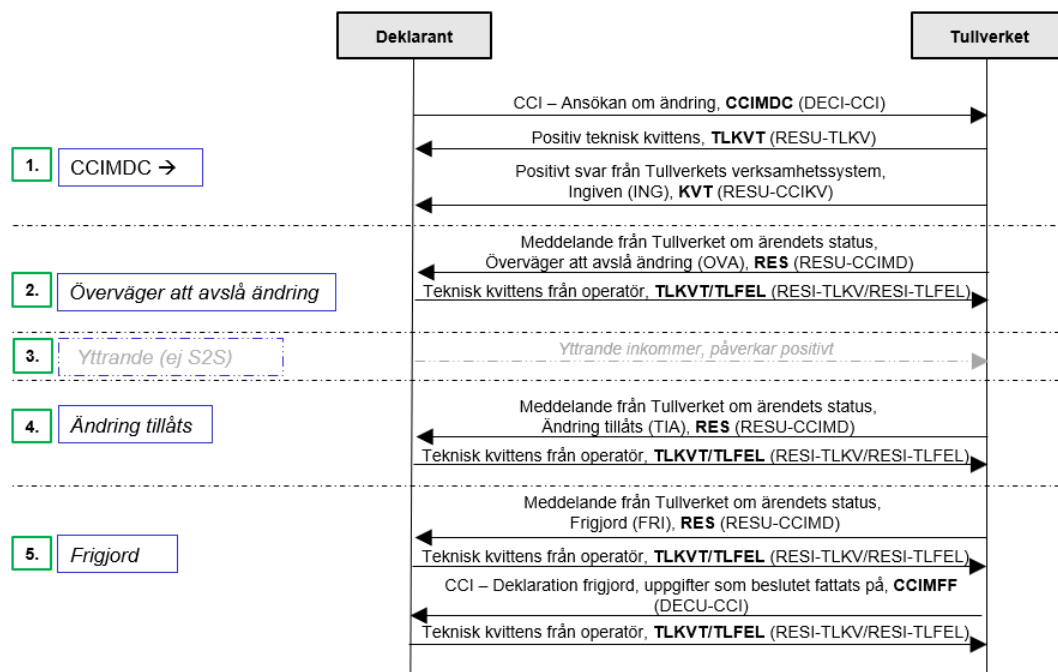 Deklarant
Tullverket
CCI – Ansökan om ändring, CCIMDC (DECI-CCI)
Positiv teknisk kvittens, TLKVT (RESU-TLKV)
1.
CCIMDC →
Positivt svar från Tullverkets verksamhetssystem,
Ingiven (ING), KVT (RESU-CCIKV)
Meddelande från Tullverket om ärendets status,
Överväger att avslå ändring (OVA), RES (RESU-CCIMD)
2.
Överväger att avslå ändring
Teknisk kvittens från operatör, TLKVT/TLFEL (RESI-TLKV/RESI-TLFEL)
3.
Yttrande (ej S2S)
Yttrande inkommer, påverkar positivt
Meddelande från Tullverket om ärendets status,
Ändring tillåts (TIA), RES (RESU-CCIMD)
4.
Ändring tillåts
Teknisk kvittens från operatör, TLKVT/TLFEL (RESI-TLKV/RESI-TLFEL)
Meddelande från Tullverket om ärendets status,
Frigjord (FRI), RES (RESU-CCIMD)
5.
Frigjord
Teknisk kvittens från operatör, TLKVT/TLFEL (RESI-TLKV/RESI-TLFEL)
CCI – Deklaration frigjord, uppgifter som beslutet fattats på, CCIMFF
(DECU-CCI)
Teknisk kvittens från operatör, TLKVT/TLFEL (RESI-TLKV/RESI-TLFEL)